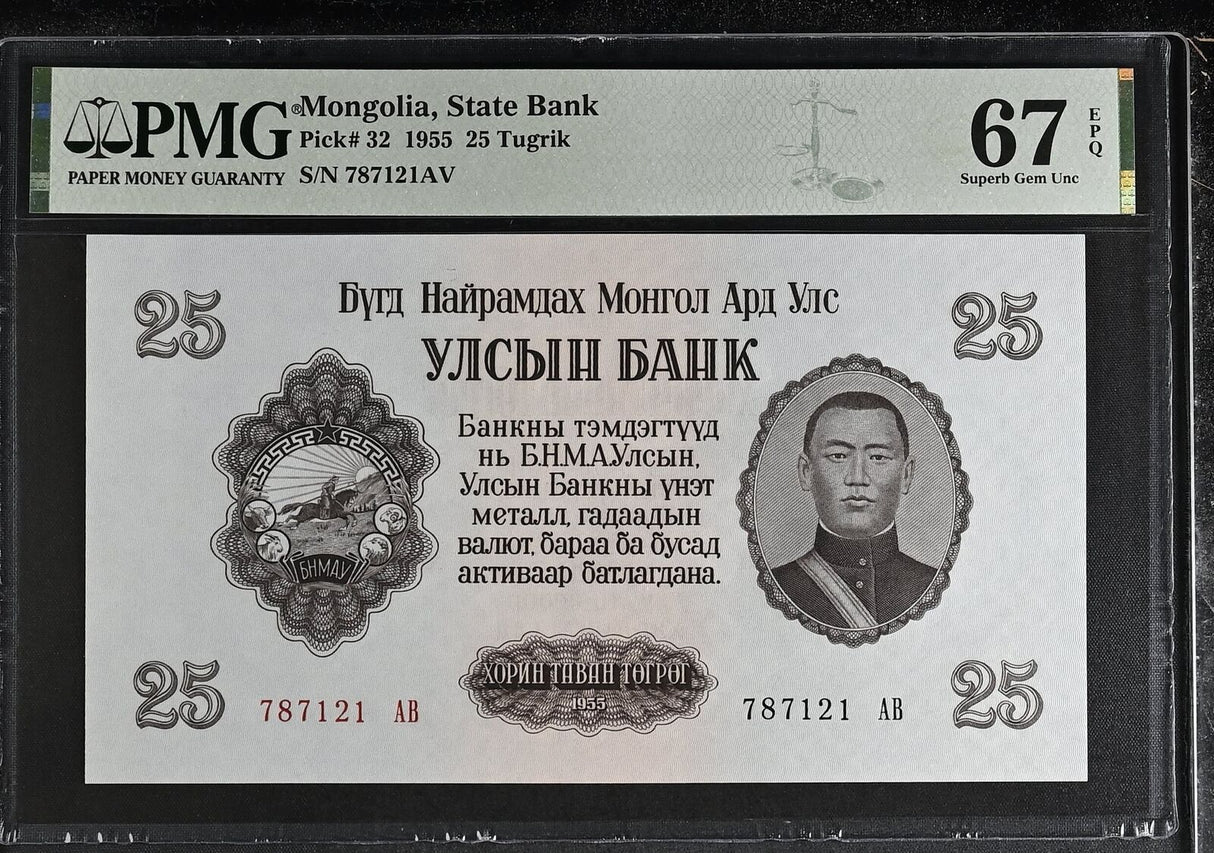 PMG®
PAPER MONEY GUARANTY
Mongolia, State Bank
Pick# 32 1955 25 Tugrik
S/N 787121AV
67
EPQ
Superb Gem Unc
25
Бүгд Найрамдах Монгол Ард Улс
25
УЛСЫН БАНК
Банкны тэмдэгтүүд
нь Б.Н.М.А.Улсын,
Улсын Банкны үнэт
металл, гадаадын
валют, бараа ба бусад
активаар батлагдана.
БНМАУ
ХОРИН ТАВАН ТӨГРӨГ
1955
25
787121 АВ
787121 АВ
25